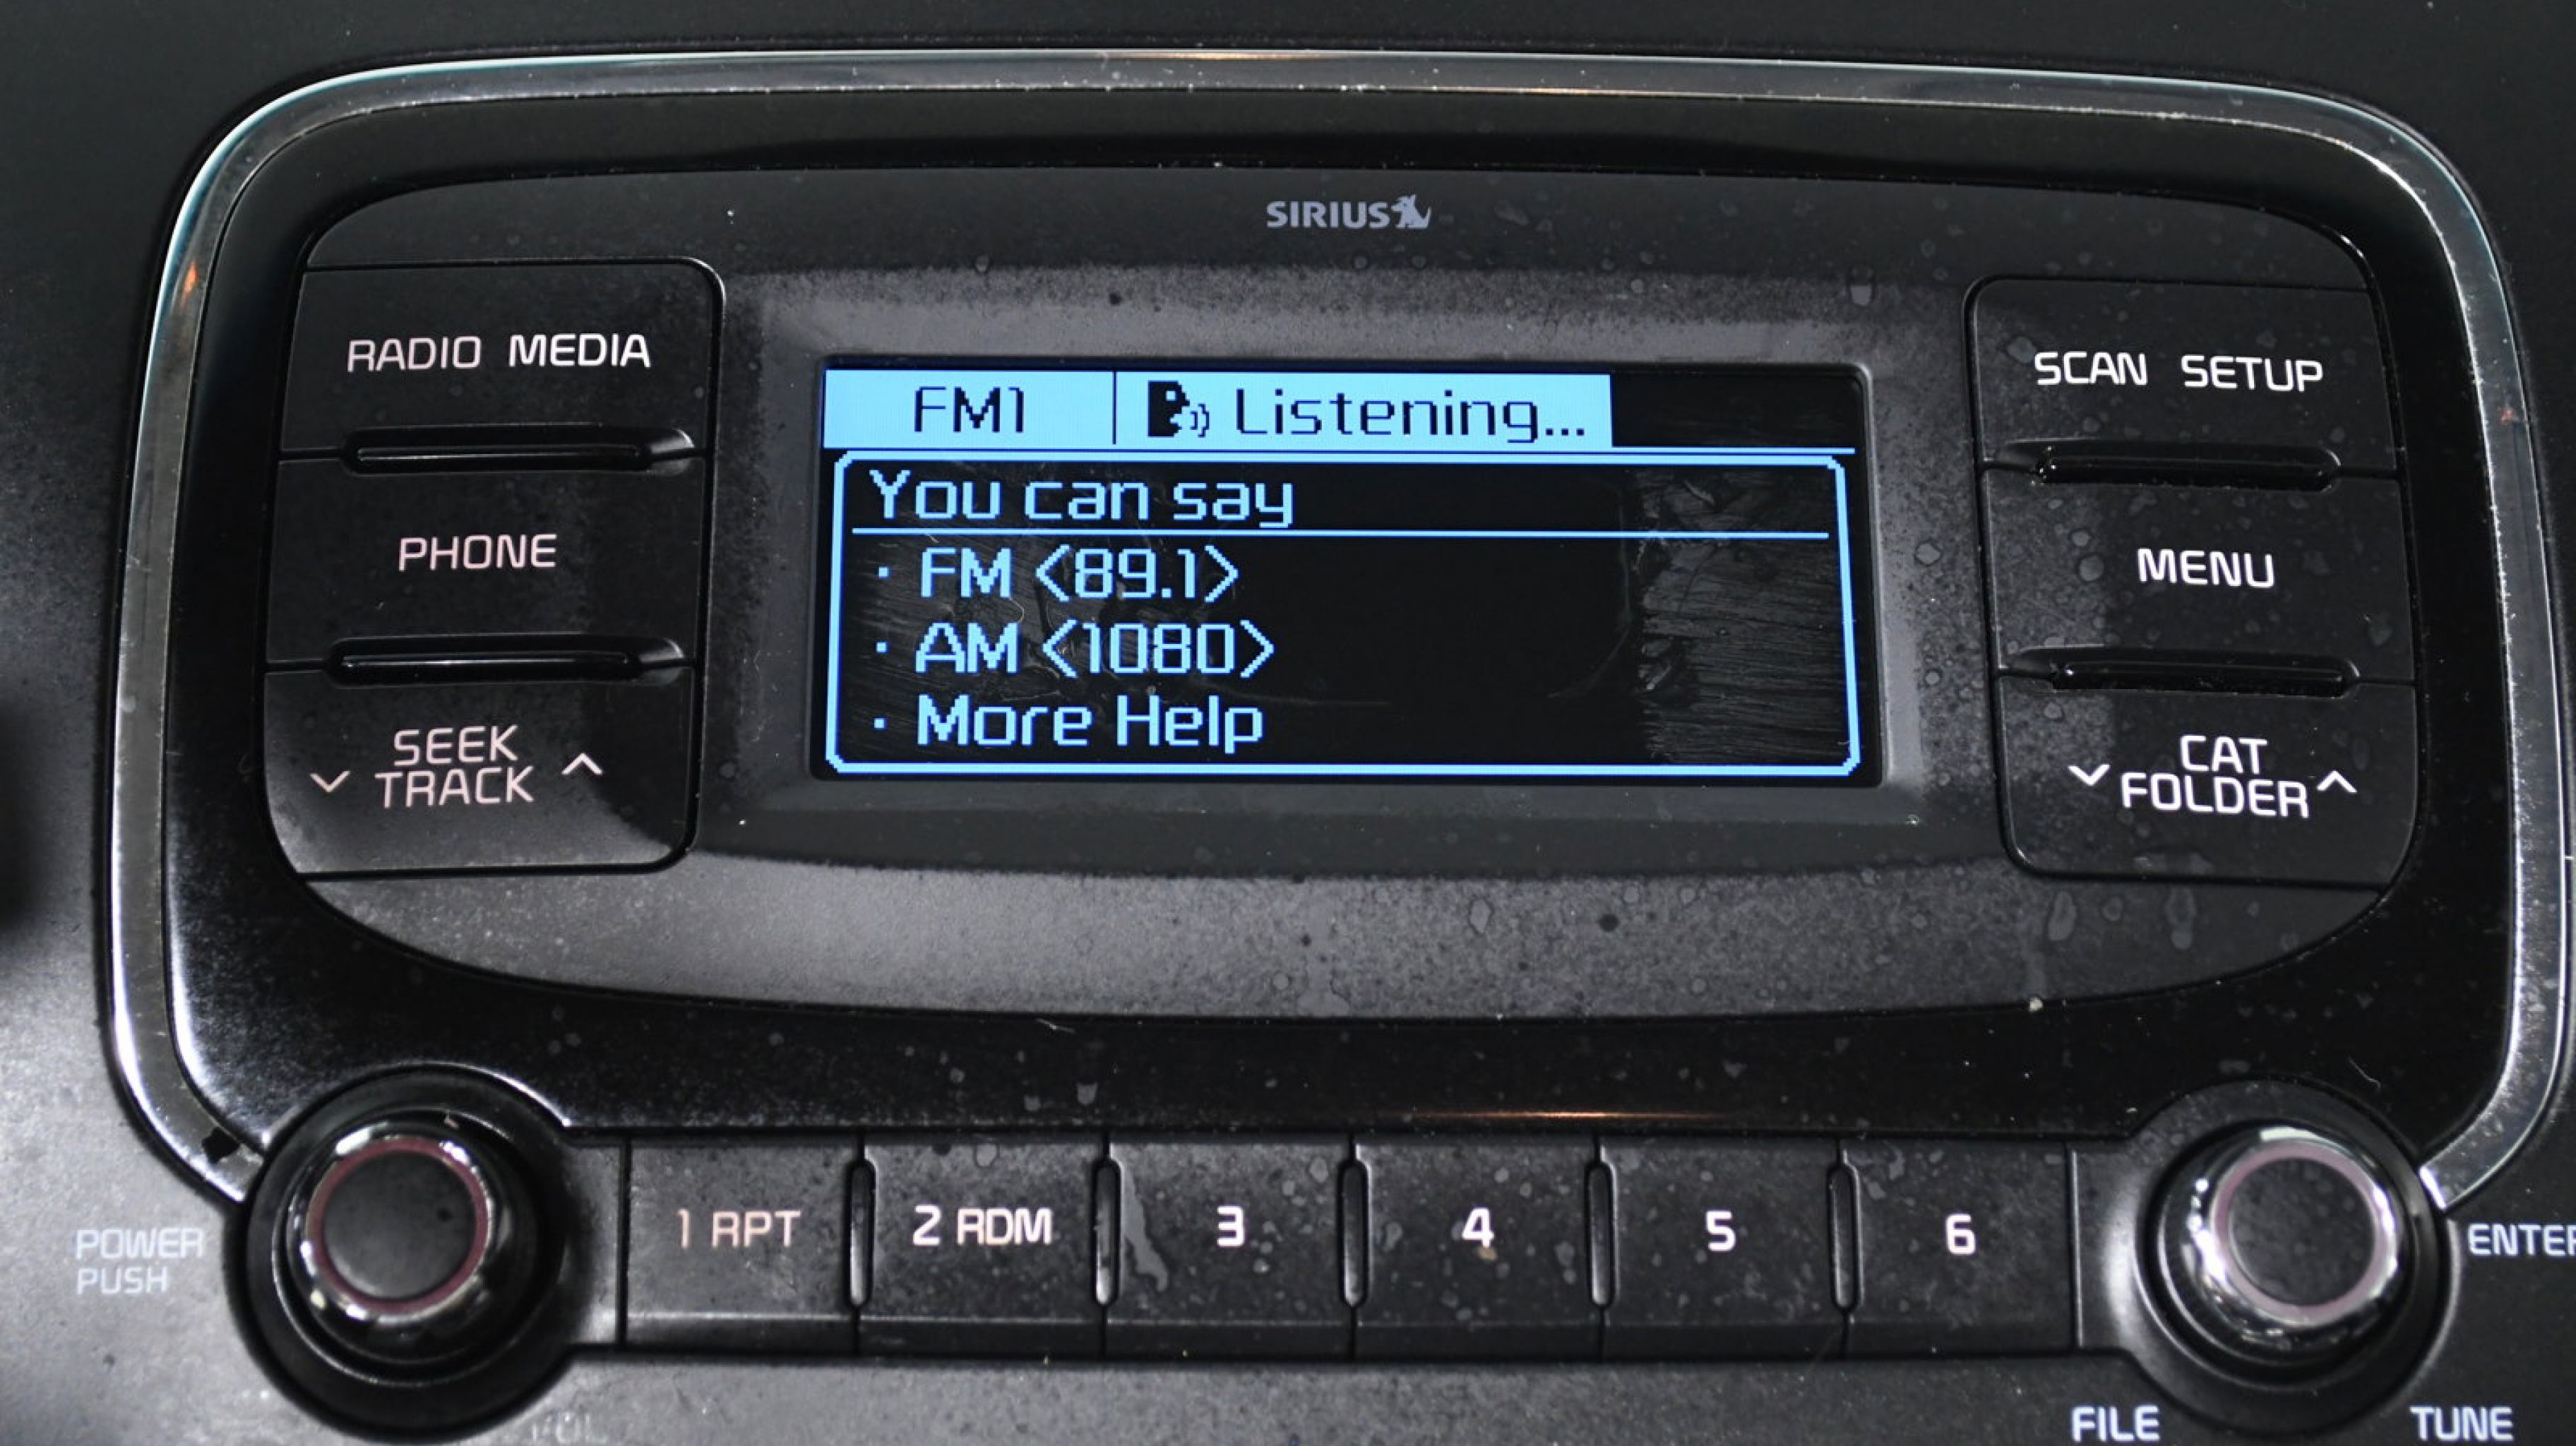 SIRIUS
RADIO MEDIA
PHONE
SEEK
TRACK
FM1 Listening...
You can say
· FM <89.1>
· AM <1080>
· More Help
SCAN SETUP
MENU
CAT
FOLDER
POWER
PUSH
1 RPT
2 RDM
3
4
5
6
ENTER
VOL
FILE
TUNE